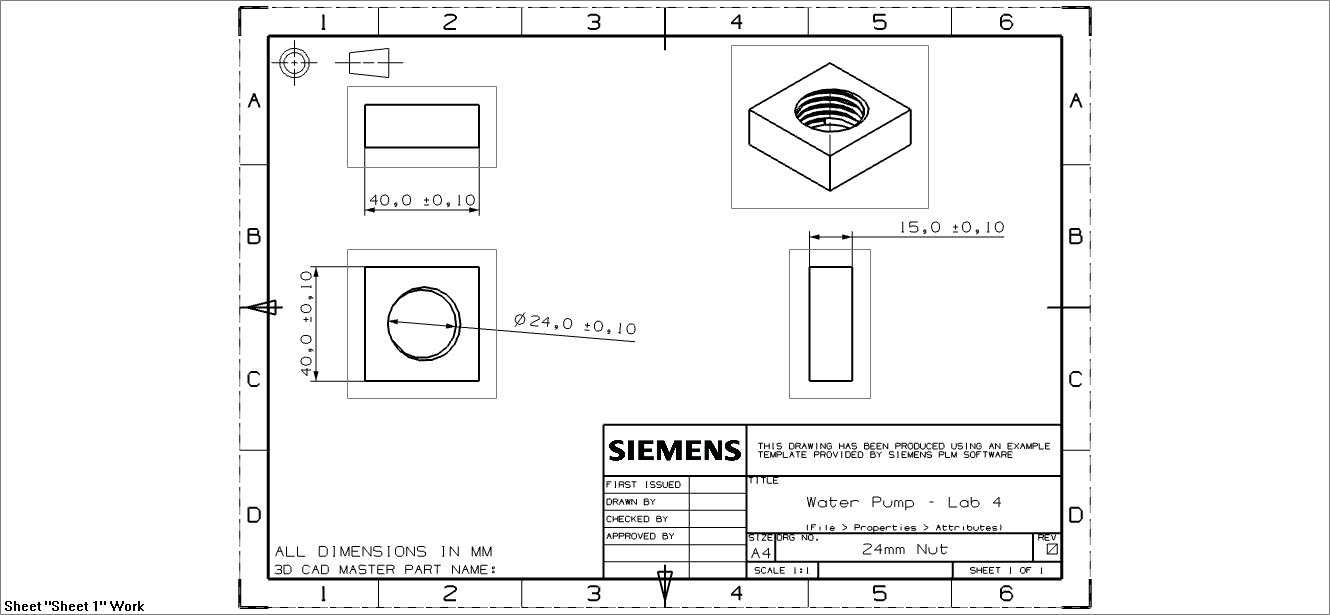 1 2 3 4 5 6
A A
40,0 ±0,10
B B
15,0 ±0,10
40,0 ±0,10
Ø24,0 ±0,10
C C
SIEMENS
THIS DRAWING HAS BEEN PRODUCED USING AN EXAMPLE
TEMPLATE PROVIDED BY SIEMENS PLM SOFTWARE
FIRST ISSUED
TITLE
DRAWN BY
Water Pump - Lab 4
CHECKED BY
(File > Properties > Attributes)
APPROVED BY
SIZE DRG NO. REV
A4 24mm Nut
D D
ALL DIMENSIONS IN MM
3D CAD MASTER PART NAME:
SCALE 1:1 SHEET 1 OF 1
1 2 3 4 5 6
Sheet "Sheet 1" Work